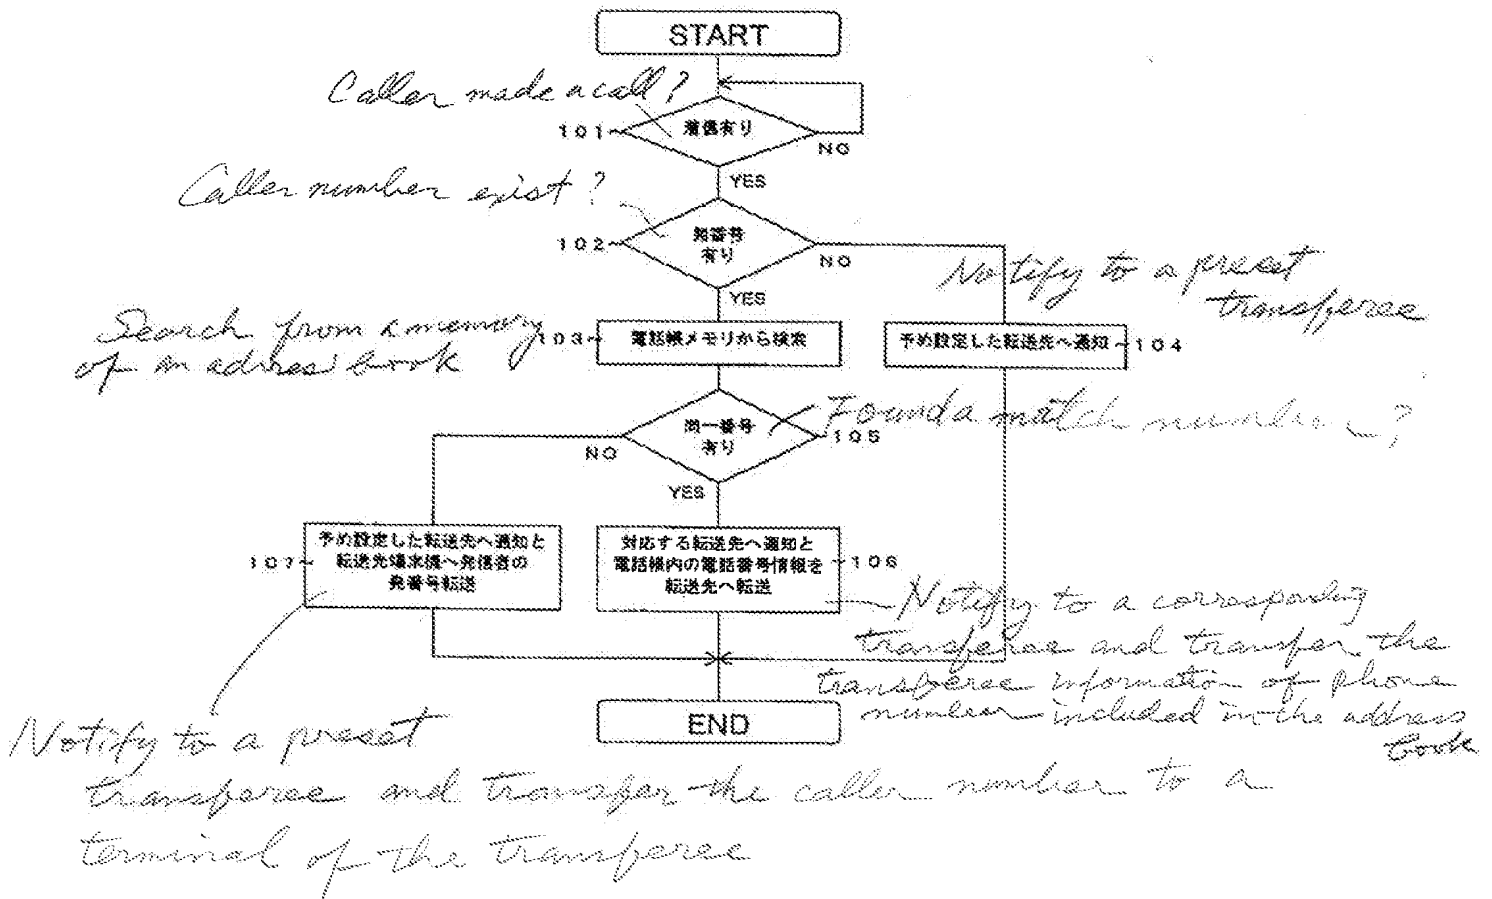 START
Caller made a call?
101
着信有り
NO
YES
Caller number exist?
102
発番号
有り
NO
YES
Notify to a preset
transferee
Search from a memory
of an adrres book
103
電話帳メモリから検索
予め設定した転送先へ通知
104
同一番号
有り
105
Found a match number?
NO
YES
107
予め設定した転送先へ通知と
転送先端末機へ発信者の
発番号転送
対応する転送先へ通知と
電話帳内の電話番号情報を
転送先へ転送
106
Notify to a corresponding
transferee and transfer the
transferee information of phone
number included in the address
book
END
Notify to a preset
transferee and transfer the caller number to a
terminal of the transferee